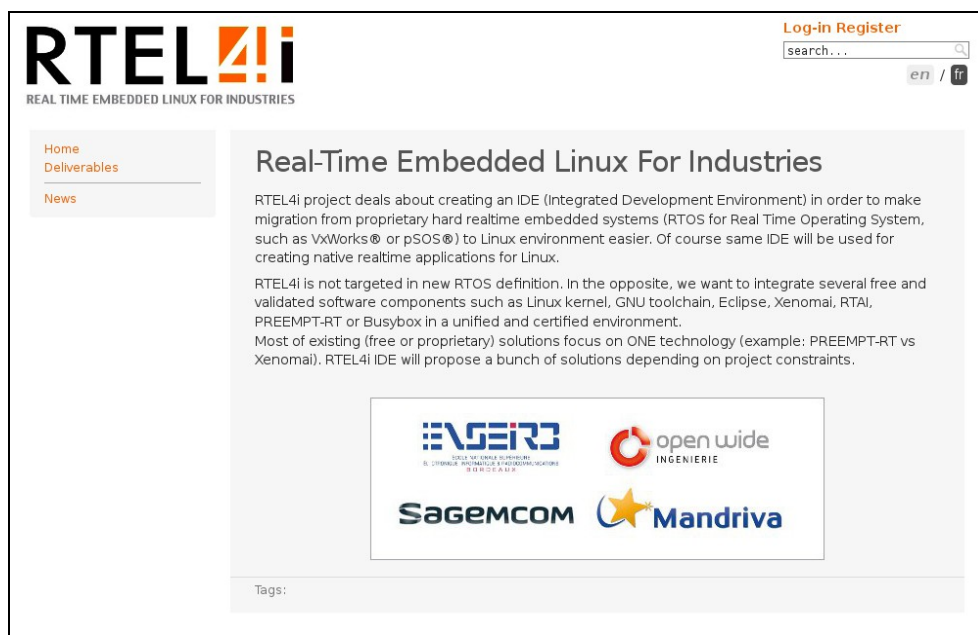 RTEL4i
REAL TIME EMBEDDED LINUX FOR INDUSTRIES
Log-in Register
search...
en / fr
Home
Deliverables
News
Real-Time Embedded Linux For Industries
RTEL4i project deals about creating an IDE (Integrated Development Environment) in order to make
migration from proprietary hard realtime embedded systems (RTOS for Real Time Operating System,
such as VxWorks® or pSOS®) to Linux environment easier. Of course same IDE will be used for
creating native realtime applications for Linux.
RTEL4i is not targeted in new RTOS definition. In the opposite, we want to integrate several free and
validated software components such as Linux kernel, GNU toolchain, Eclipse, Xenomai, RTAI,
PREEMPT-RT or Busybox in a unified and certified environment.
Most of existing (free or proprietary) solutions focus on ONE technology (example: PREEMPT-RT vs
Xenomai). RTEL4i IDE will propose a bunch of solutions depending on project constraints.
ENSEIRB
ÉCOLE NATIONALE SUPÉRIEURE
ÉLECTRONIQUE, INFORMATIQUE & RADIOCOMMUNICATIONS
BORDEAUX
open wide
INGENIERIE
SAGEMCOM
Mandriva
Tags: